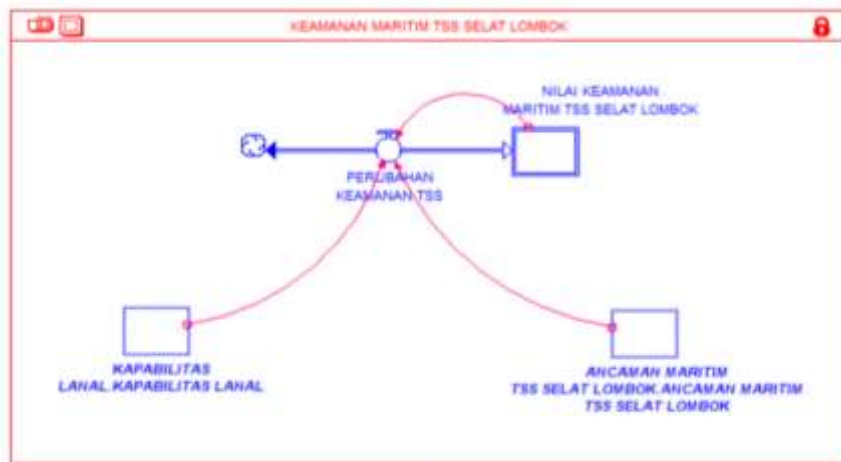 KEAMANAN MARITIM TSS SELAT LOMBOK
NILAI KEAMANAN
MARITIM TSS SELAT LOMBOK
PERUBAHAN
KEAMANAN TSS
KAPABILITAS
LANAL.KAPABILITAS LANAL
ANCAMAN MARITIM
TSS SELAT LOMBOK.ANCAMAN MARITIM
TSS SELAT LOMBOK